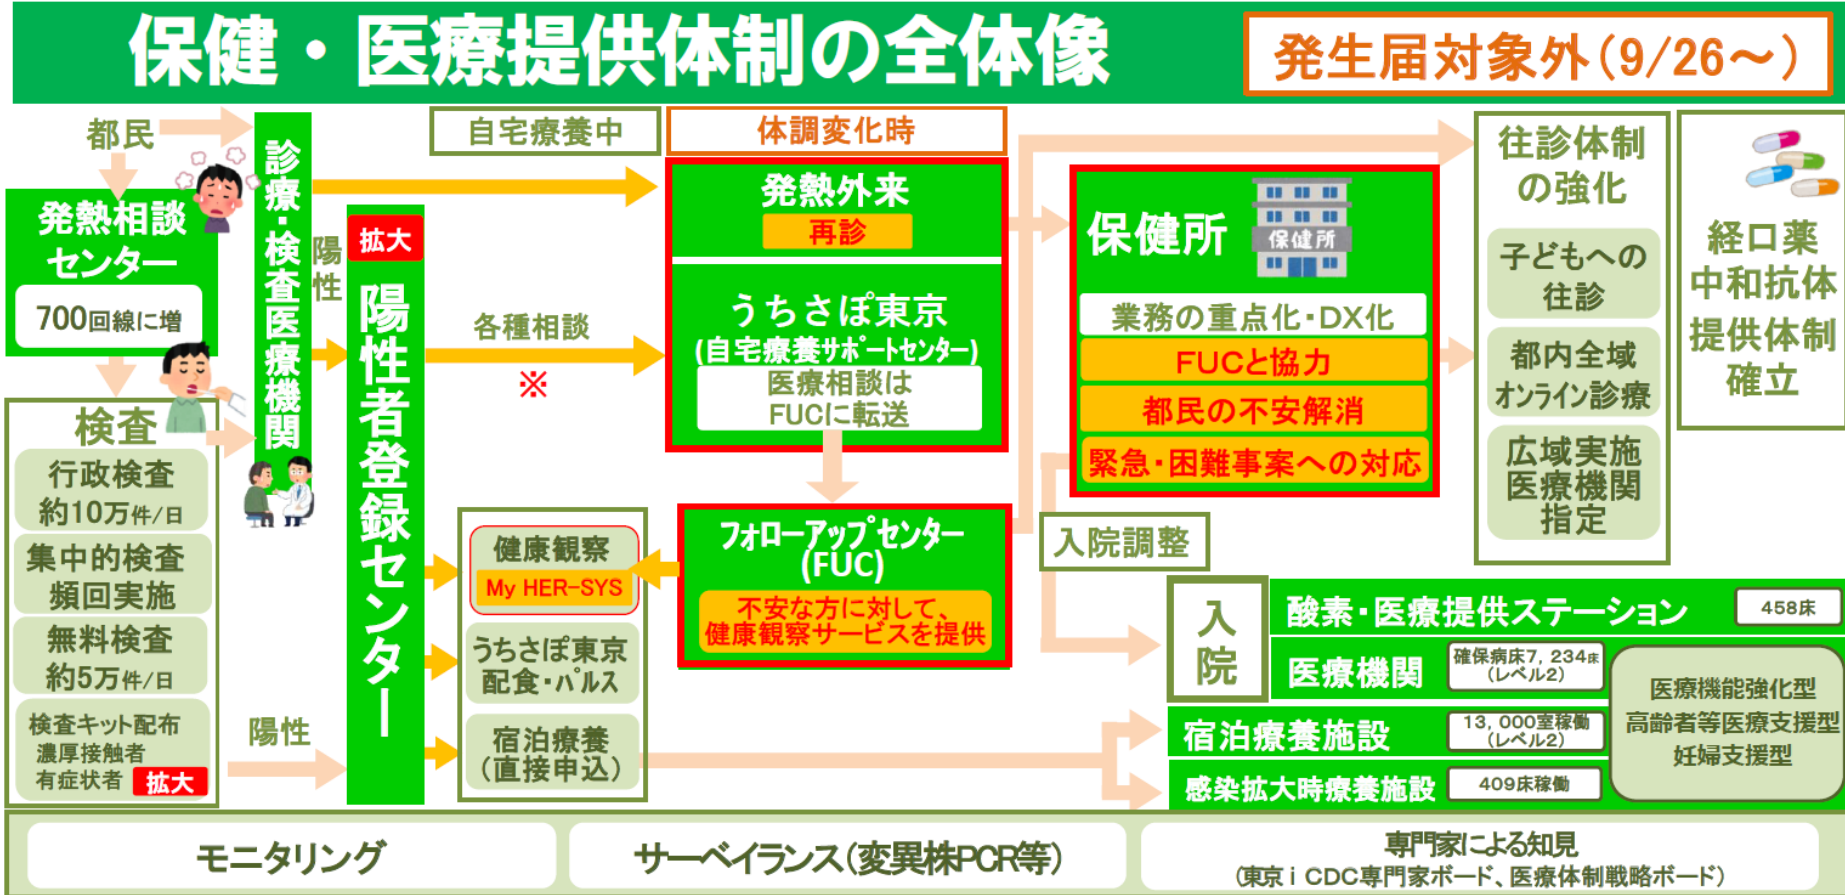 保健・医療提供体制の全体像
発生届対象外（9/26～）
都民
発熱相談
センター
700回線に増
検査
行政検査
約10万件/日
集中的検査
頻回実施
無料検査
約5万件/日
検査キット配布
濃厚接触者
有症状者
拡大
診療・検査医療機関
陽性
陽性
拡大
陽性者登録センター
自宅療養中
各種相談
※
健康観察
My HER-SYS
うちさぽ東京
配食・パルス
宿泊療養
（直接申込）
体調変化時
発熱外来
再診
うちさぽ東京
(自宅療養サポートセンター)
医療相談は
FUCに転送
フォローアップセンター
(FUC)
不安な方に対して、
健康観察サービスを提供
保健所
保健所
業務の重点化・DX化
FUCと協力
都民の不安解消
緊急・困難事案への対応
入院調整
往診体制
の強化
子どもへの
往診
都内全域
オンライン診療
広域実施
医療機関
指定
経口薬
中和抗体
提供体制
確立
入院
酸素・医療提供ステーション
458床
医療機関
確保病床7，234床
（レベル2）
宿泊療養施設
13，000室稼働
（レベル2）
感染拡大時療養施設
409床稼働
医療機能強化型
高齢者等医療支援型
妊婦支援型
モニタリング
サーベイランス（変異株PCR等）
専門家による知見
（東京ｉCDC専門家ボード、医療体制戦略ボード）